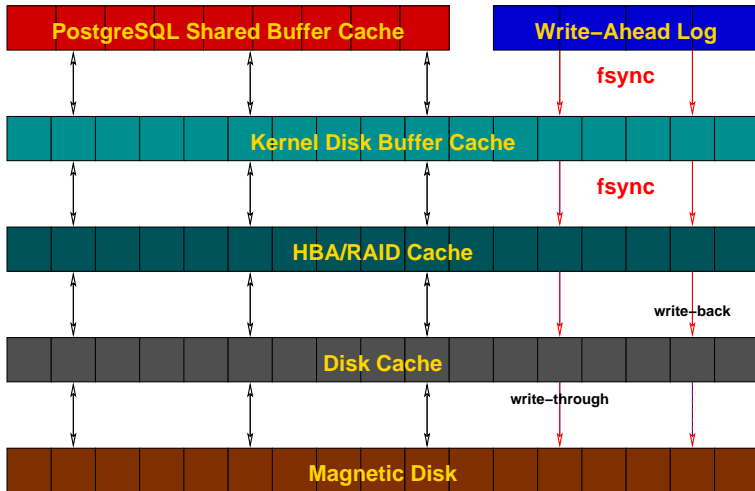 PostgreSQL Shared Buffer Cache
Write−Ahead Log
fsync
Kernel Disk Buffer Cache
fsync
HBA/RAID Cache
write−back
Disk Cache
write−through
Magnetic Disk